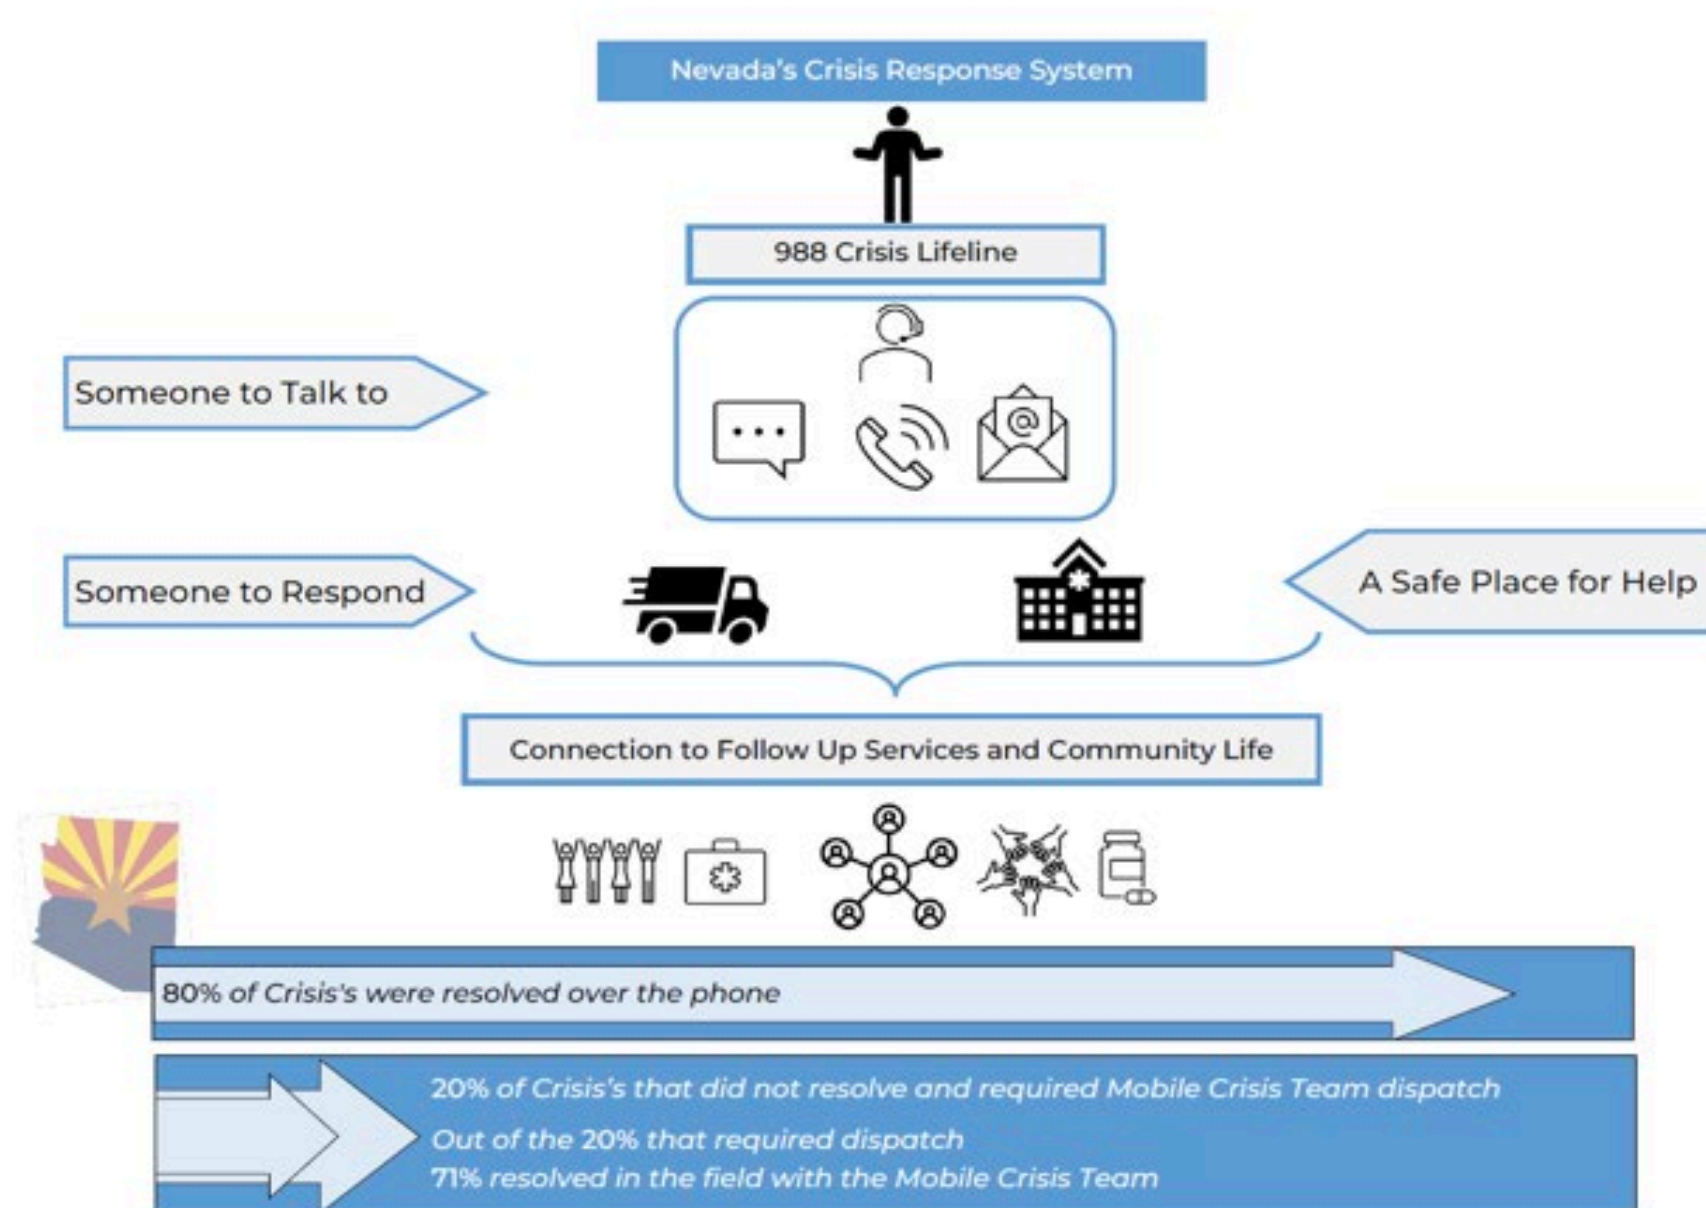 Nevada's Crisis Response System
988 Crisis Lifeline
Someone to Talk to
@
Someone to Respond
A Safe Place for Help
Connection to Follow Up Services and Community Life
80% of Crisis's were resolved over the phone
20% of Crisis's that did not resolve and required Mobile Crisis Team dispatch
Out of the 20% that required dispatch
71% resolved in the field with the Mobile Crisis Team